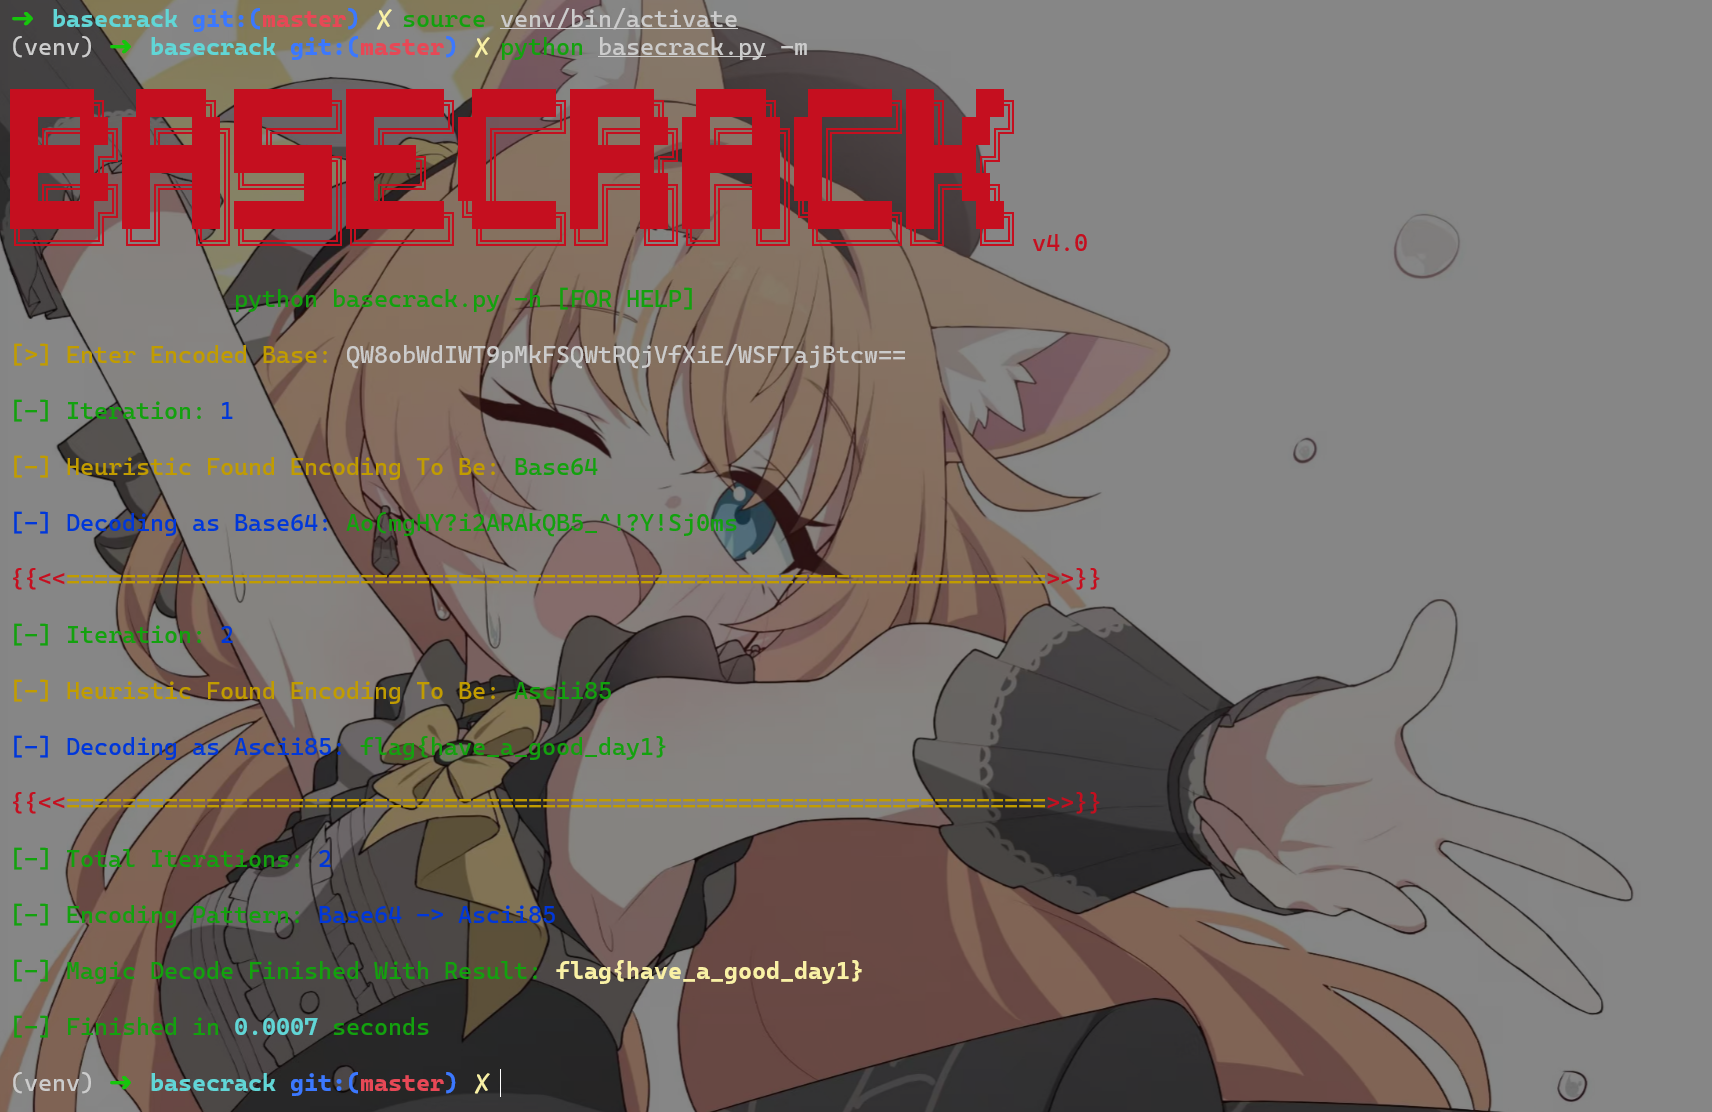 ➜ basecrack git:(master) ✗ source venv/bin/activate
(venv) ➜ basecrack git:(master) ✗ python basecrack.py -m
BASECRACK v4.0
python basecrack.py -h [FOR HELP]
[>] Enter Encoded Base: QW8obWdIWT9pMkFSQWtRQjVfXiE/WSFTajBtcw==
[-] Iteration: 1
[-] Heuristic Found Encoding To Be: Base64
[-] Decoding as Base64: Ao(mgHY?i2ARAkQB5_^!?Y!Sj0ms
{{<<======================================================================>>}}
[-] Iteration: 2
[-] Heuristic Found Encoding To Be: Ascii85
[-] Decoding as Ascii85: flag{have_a_good_day1}
{{<<======================================================================>>}}
[-] Total Iterations: 2
[-] Encoding Pattern: Base64 -> Ascii85
[-] Magic Decode Finished With Result: flag{have_a_good_day1}
[-] Finished in 0.0007 seconds
(venv) ➜ basecrack git:(master) ✗